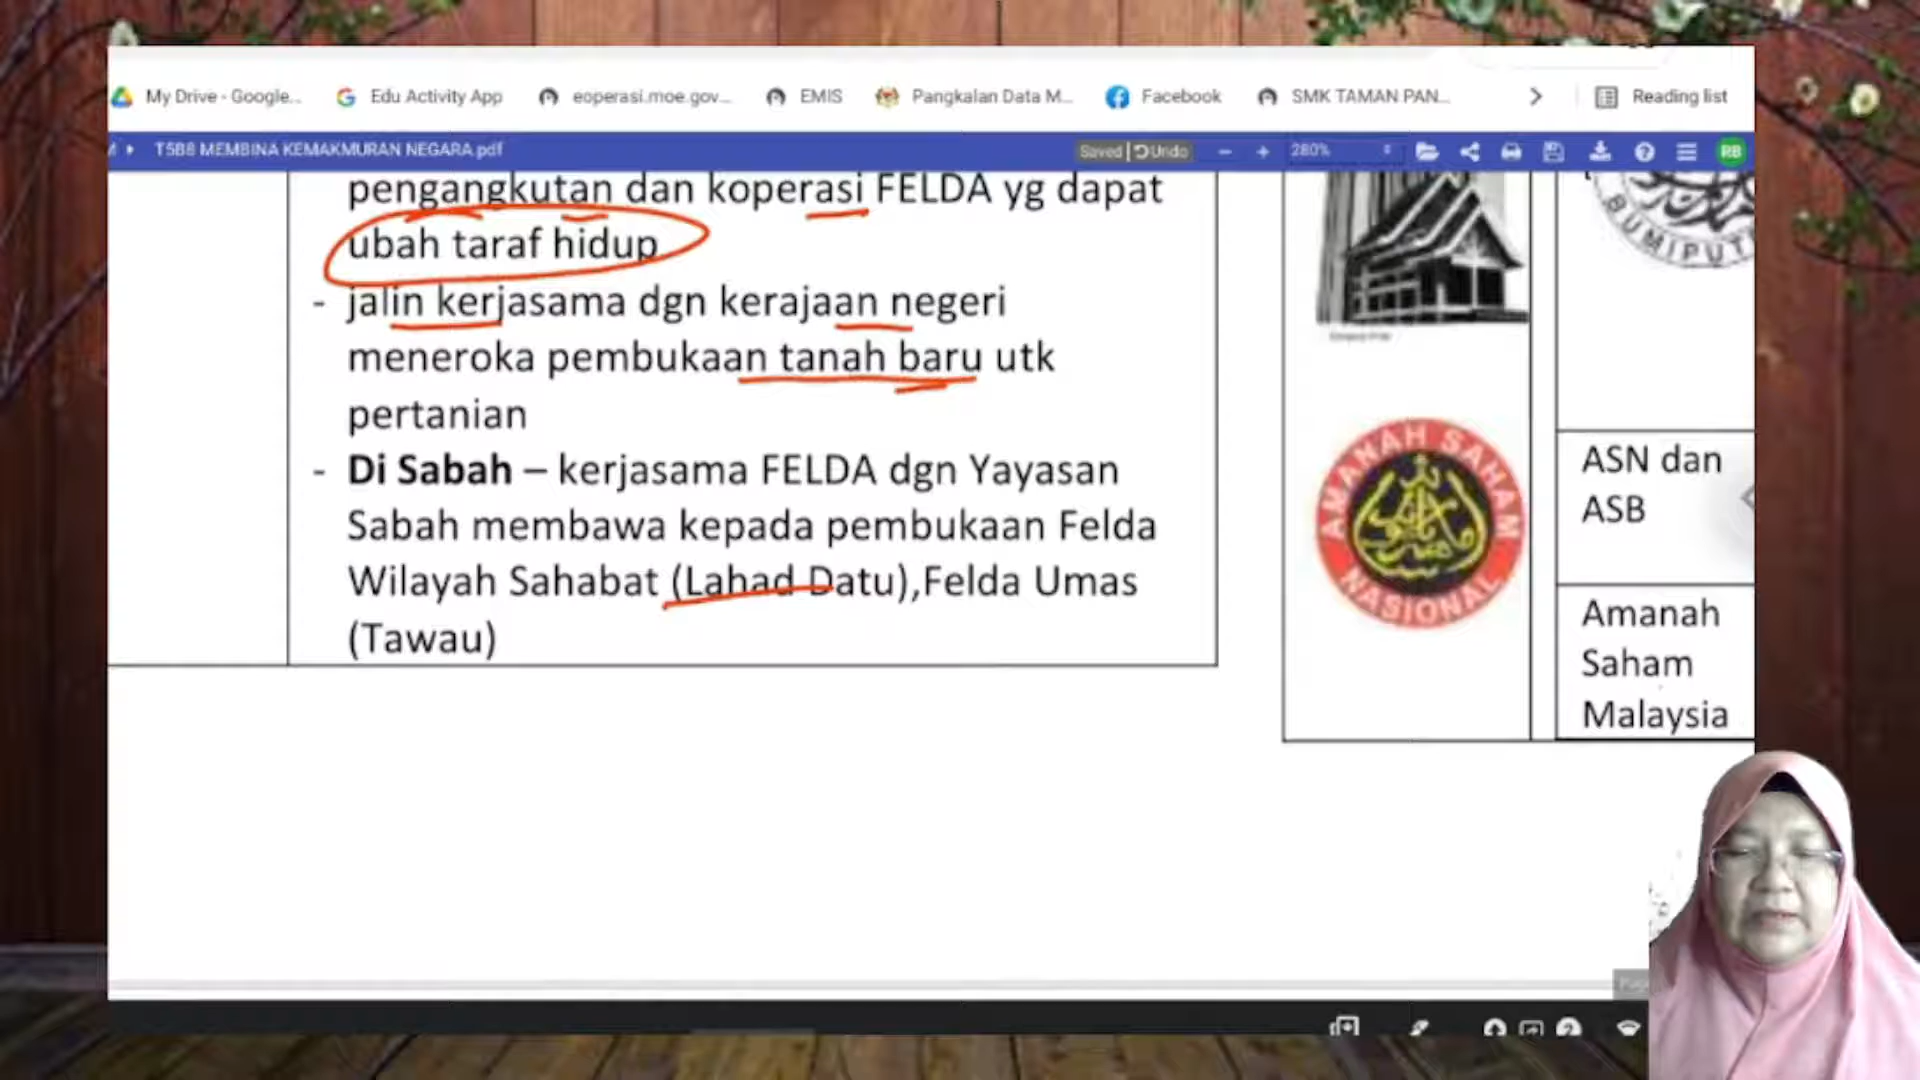 My Drive - Google...
Edu Activity App
eoperasi.moe.gov...
EMIS
Pangkalan Data M...
Facebook
SMK TAMAN PAN...
Reading list
T5B8 MEMBINA KEMAKMURAN NEGARA.pdf
Saved
Undo
280%
RB
pengangkutan dan koperasi FELDA yg dapat
ubah taraf hidup
- jalin kerjasama dgn kerajaan negeri
meneroka pembukaan tanah baru utk
pertanian
- Di Sabah – kerjasama FELDA dgn Yayasan
Sabah membawa kepada pembukaan Felda
Wilayah Sahabat (Lahad Datu),Felda Umas
(Tawau)
AMANAH SAHAM
NASIONAL
BUMIPUT
ASN dan
ASB
Amanah
Saham
Malaysia